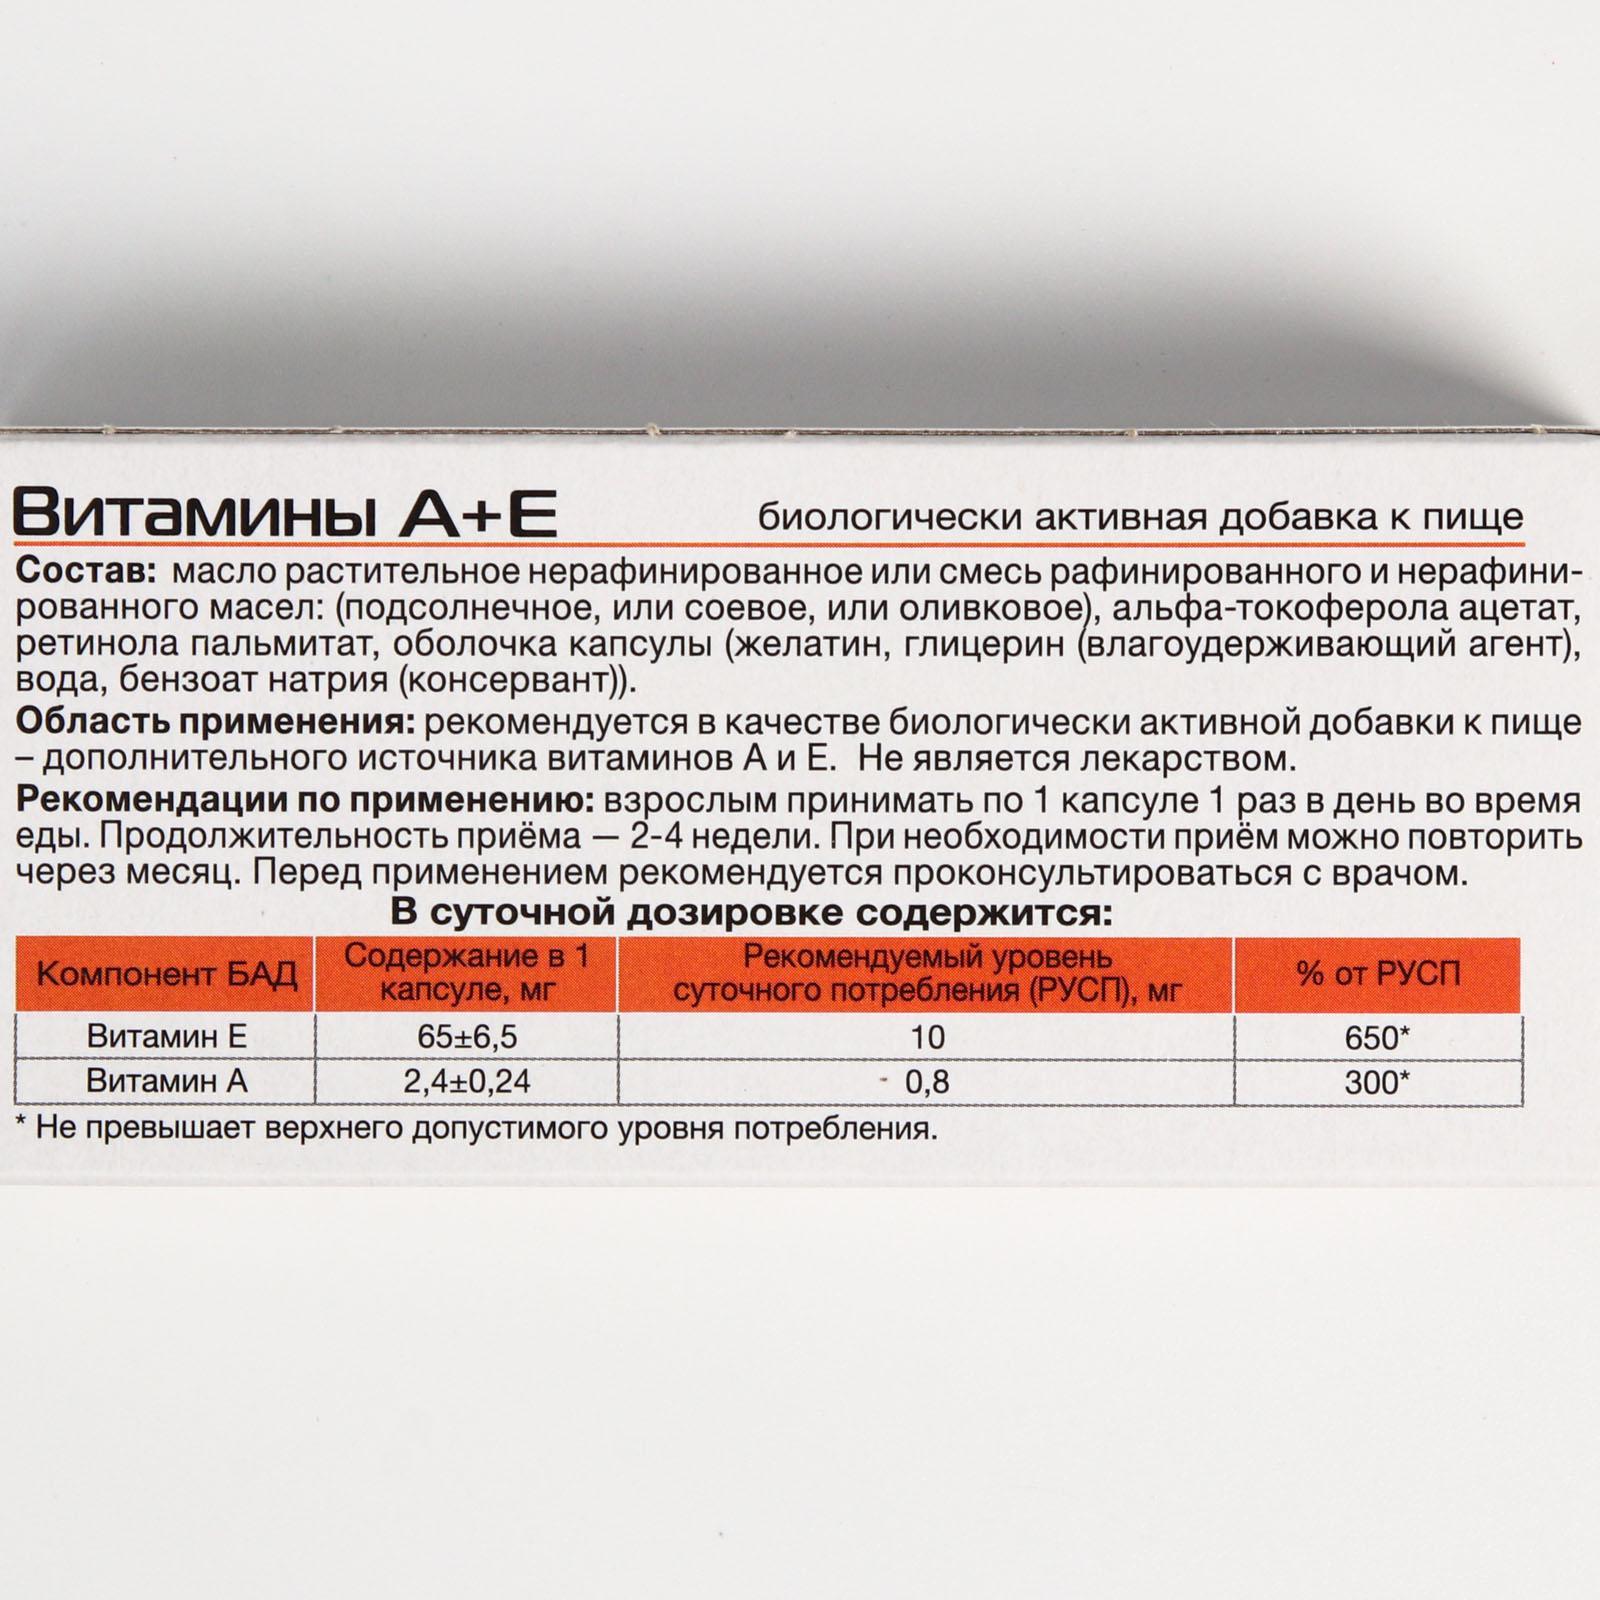 Витамины А+Е
биологически активная добавка к пище
Состав: масло растительное нерафинированное или смесь рафинированного и нерафини-
рованного масел: (подсолнечное, или соевое, или оливковое), альфа-токоферола ацетат,
ретинола пальмитат, оболочка капсулы (желатин, глицерин (влагоудерживающий агент),
вода, бензоат натрия (консервант)).
Область применения: рекомендуется в качестве биологически активной добавки к пище
– дополнительного источника витаминов А и Е. Не является лекарством.
Рекомендации по применению: взрослым принимать по 1 капсуле 1 раз в день во время
еды. Продолжительность приёма — 2-4 недели. При необходимости приём можно повторить
через месяц. Перед применением рекомендуется проконсультироваться с врачом.
В суточной дозировке содержится:
Компонент БАД
Содержание в 1
капсуле, мг
Рекомендуемый уровень
суточного потребления (РУСП), мг
% от РУСП
Витамин Е 65±6,5 10 650*
Витамин А 2,4±0,24 0,8 300*
* Не превышает верхнего допустимого уровня потребления.